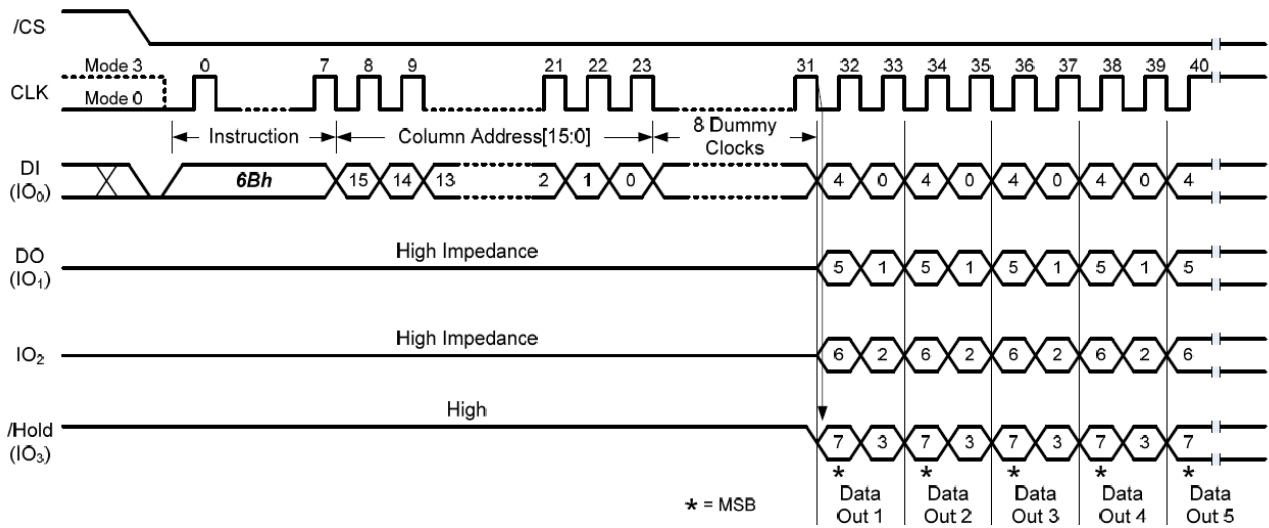 /CS
Mode 3 0 7 8 9 21 22 23 31 32 33 34 35 36 37 38 39 40
CLK
Mode 0
Instruction Column Address[15:0] 8 Dummy
Clocks
DI
(IO0)
6Bh 15 14 13 2 1 0 4 0 4 0 4 0 4 0 4
High Impedance
DO
(IO1)
5 1 5 1 5 1 5 1 5
High Impedance
IO2 6 2 6 2 6 2 6 2 6
High
/Hold
(IO3)
7 3 7 3 7 3 7 3 7
* * * * *
* = MSB
Data
Out 1
Data
Out 2
Data
Out 3
Data
Out 4
Data
Out 5